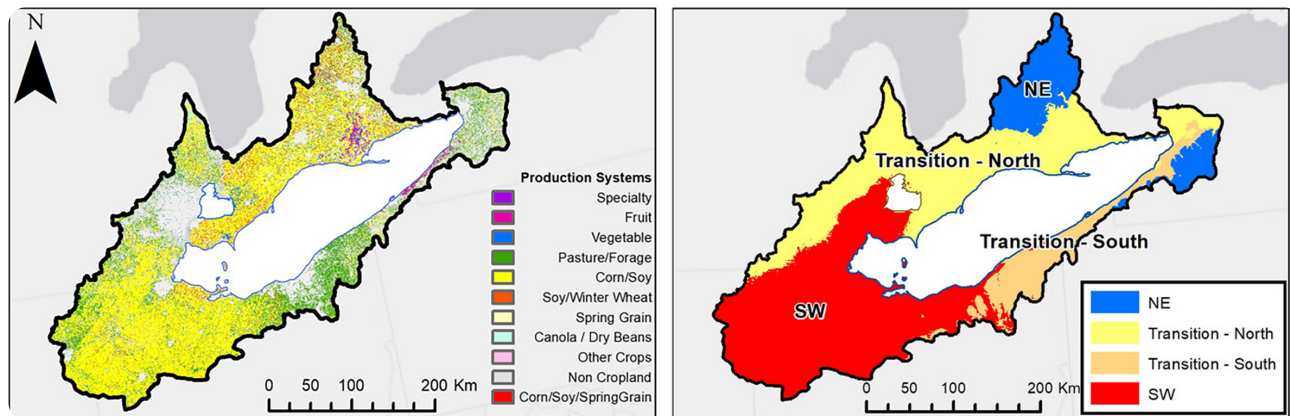 N
Production Systems
Specialty
Fruit
Vegetable
Pasture/Forage
Corn/Soy
Soy/Winter Wheat
Spring Grain
Canola / Dry Beans
Other Crops
Non Cropland
Corn/Soy/SpringGrain
0 50 100 200 Km
NE
Transition - North
Transition - South
SW
NE
Transition - North
Transition - South
SW
0 50 100 200 Km